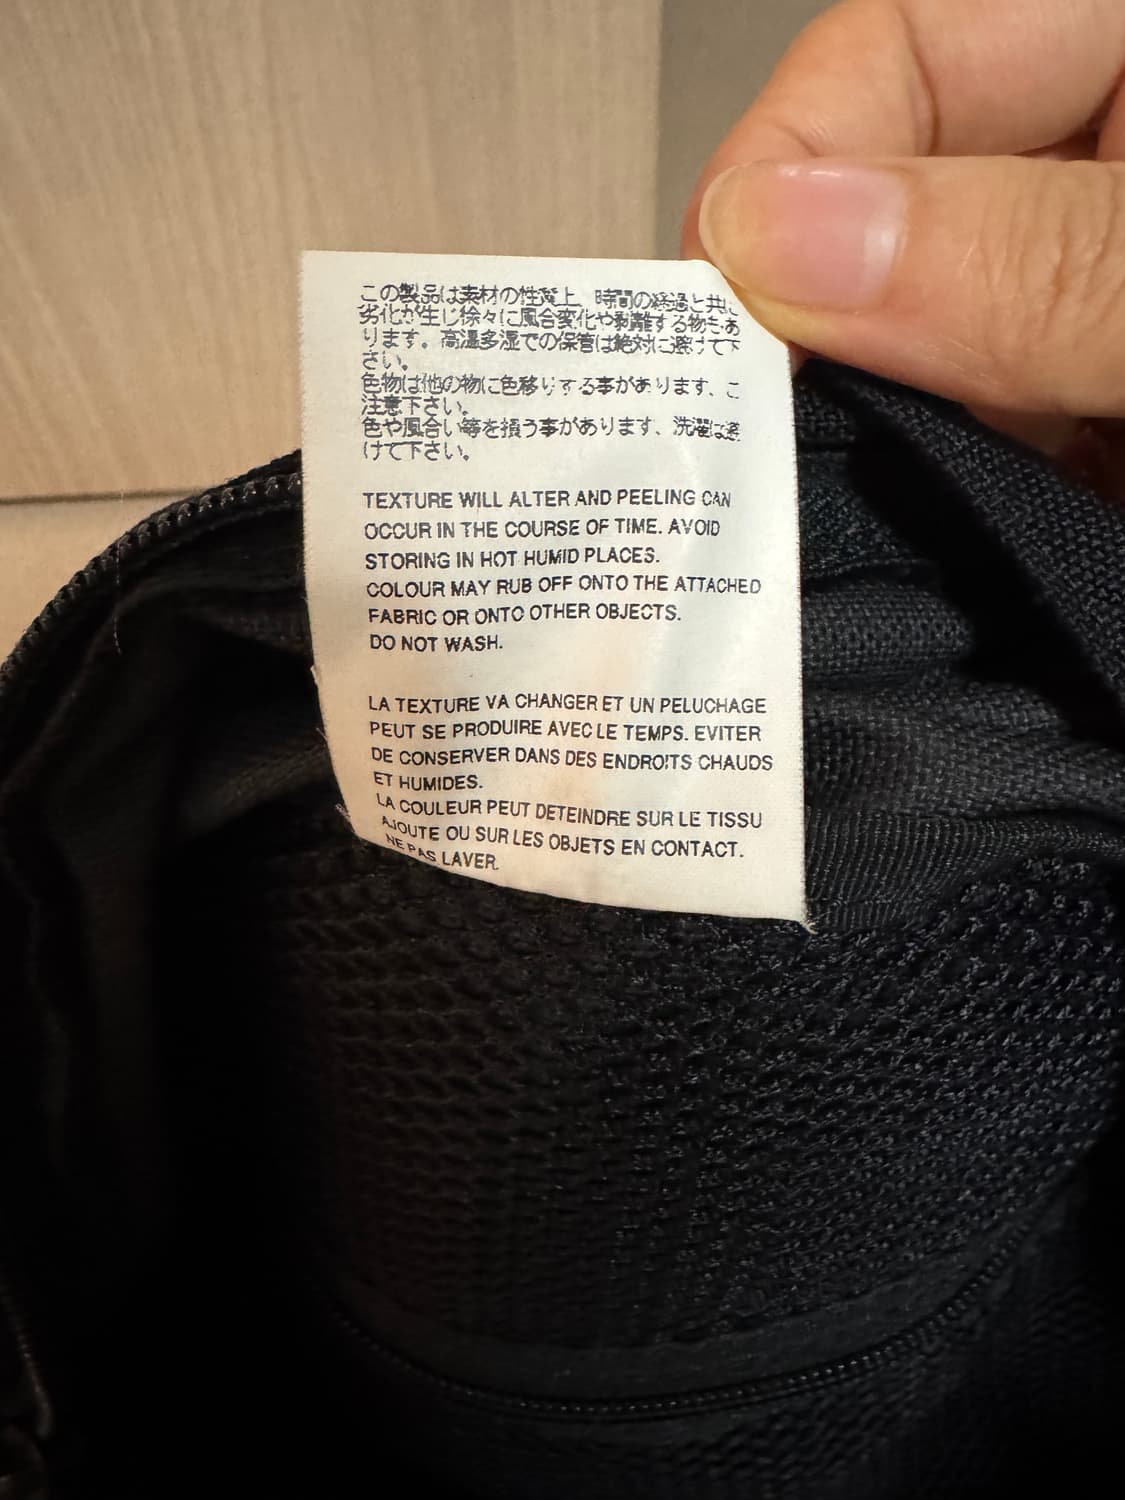 この製品は素材の性質上、時間の経過と共に
劣化が生じ徐々に風合変化や剥離する物もあ
ります。高温多湿での保管は絶対に避けて下
さい。
色物は他の物に色移りする事があります、ご
注意下さい。
色や風合い等を損う事があります、洗濯は避
けて下さい。
TEXTURE WILL ALTER AND PEELING CAN
OCCUR IN THE COURSE OF TIME. AVOID
STORING IN HOT HUMID PLACES.
COLOUR MAY RUB OFF ONTO THE ATTACHED
FABRIC OR ONTO OTHER OBJECTS.
DO NOT WASH.
LA TEXTURE VA CHANGER ET UN PELUCHAGE
PEUT SE PRODUIRE AVEC LE TEMPS. EVITER
DE CONSERVER DANS DES ENDROITS CHAUDS
ET HUMIDES.
LA COULEUR PEUT DETEINDRE SUR LE TISSU
AJOUTE OU SUR LES OBJETS EN CONTACT.
NE PAS LAVER.